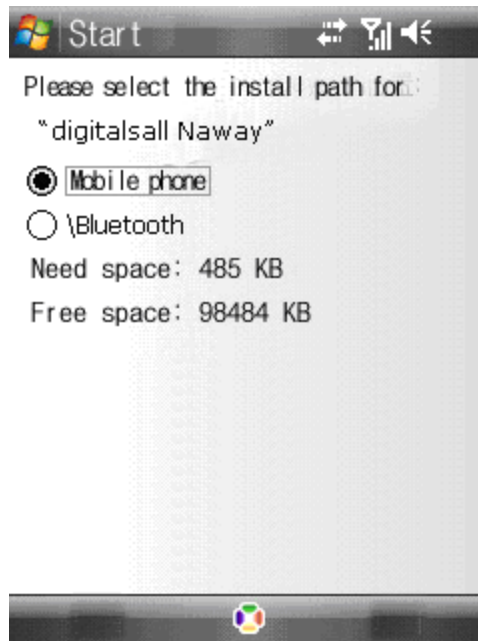 Start
Please select the install path for:
“digitalsall Naway”
Mobile phone
\Bluetooth
Need space: 485 KB
Free space: 98484 KB